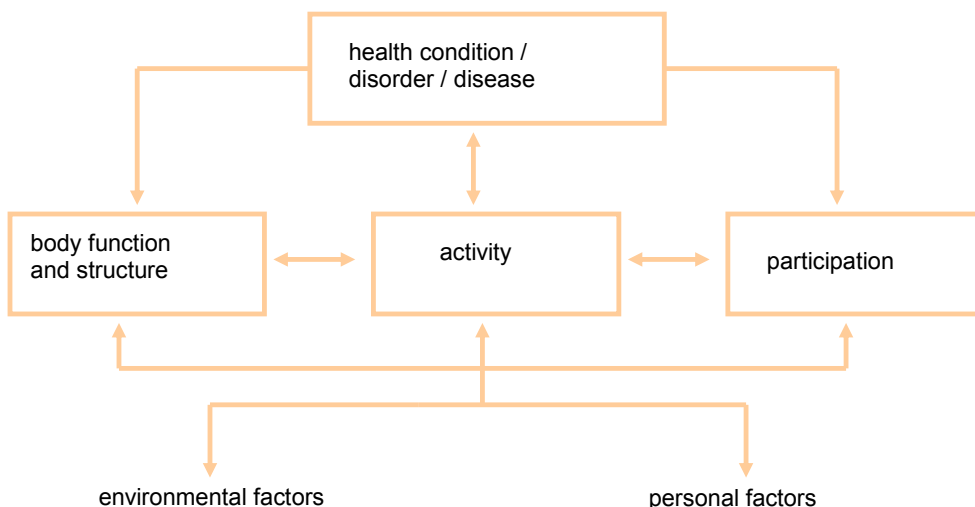 health condition /
disorder / disease
body function
and structure
activity
participation
environmental factors
personal factors